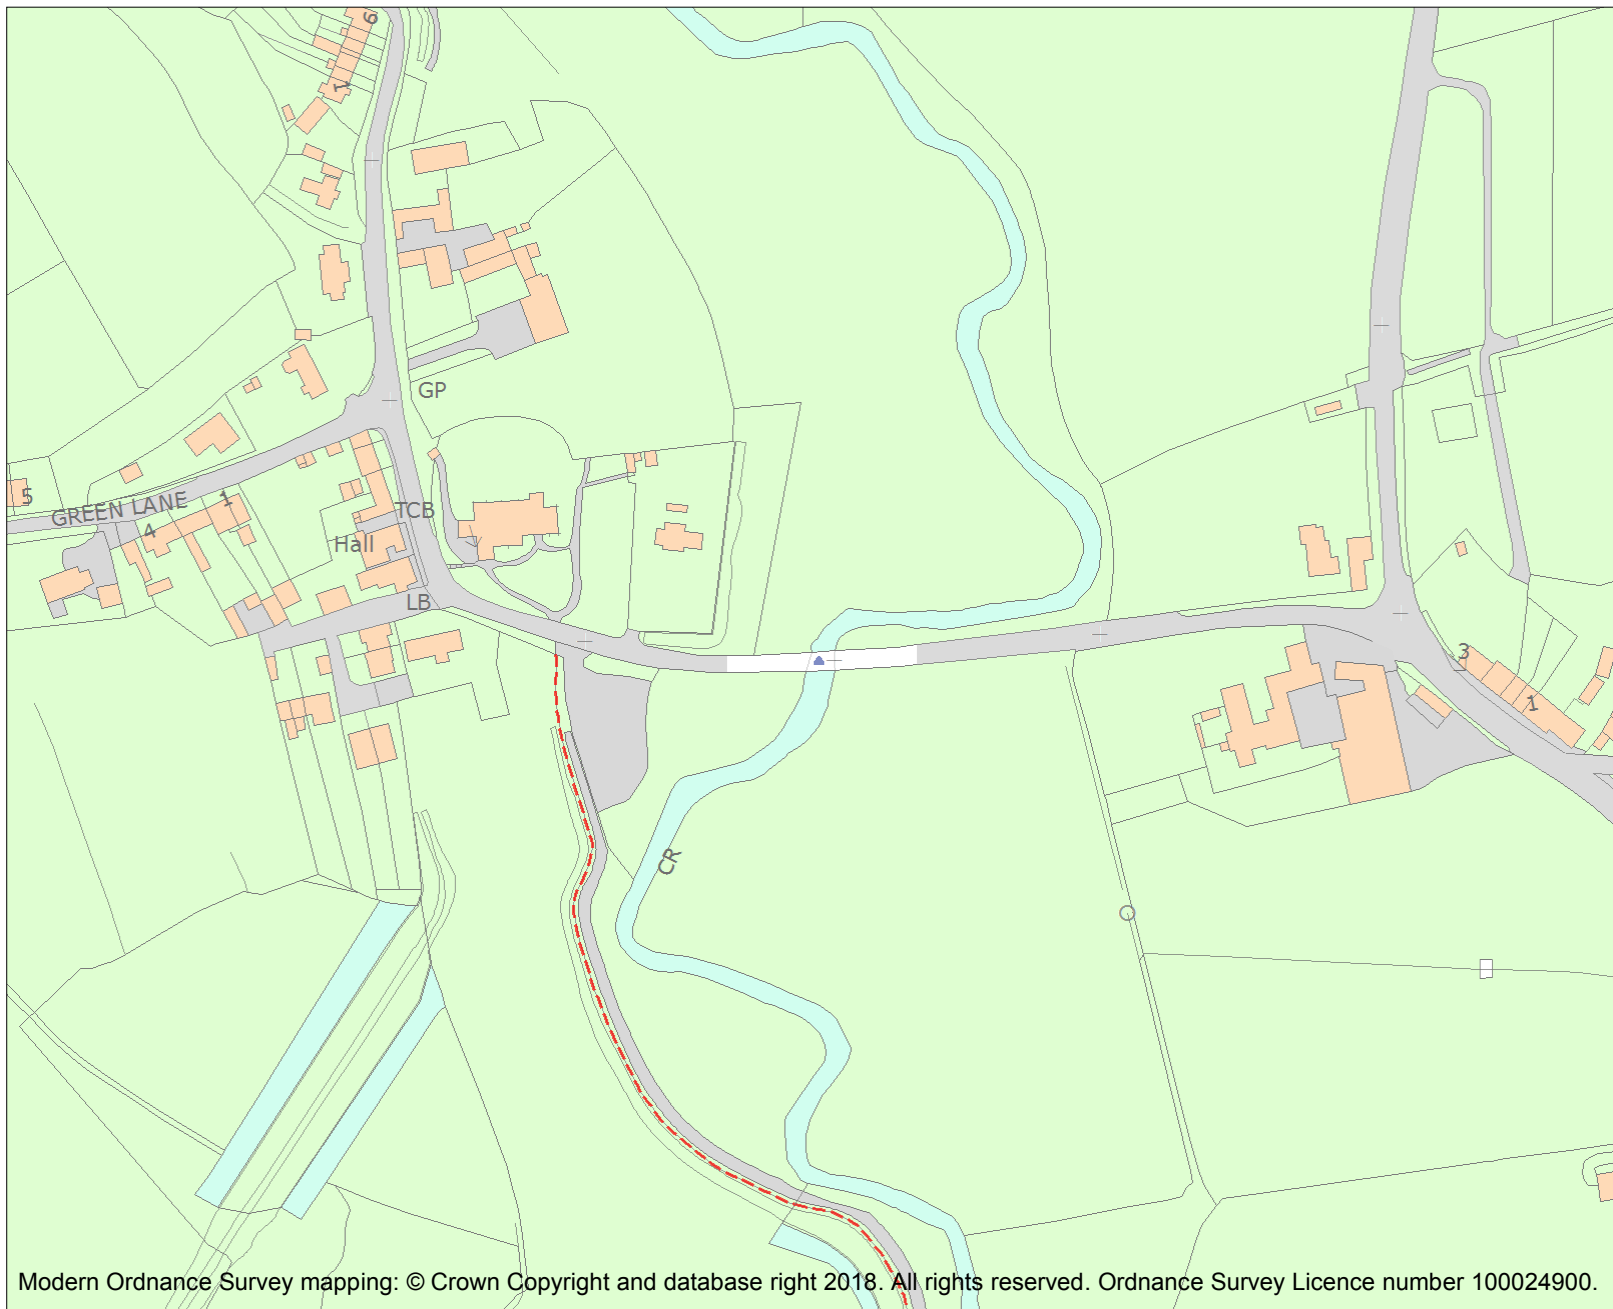 6
1
GP
5
GREEN LANE
1
4
TCB
Hall
LB
3
1
CR
Modern Ordnance Survey mapping: © Crown Copyright and database right 2018. All rights reserved. Ordnance Survey Licence number 100024900.